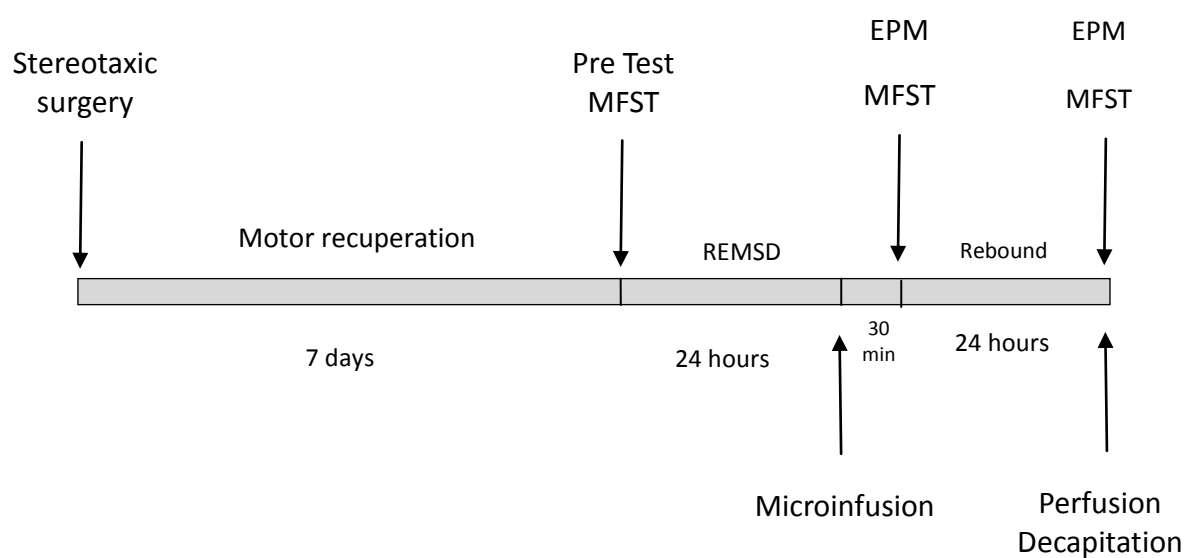 Stereotaxic
surgery
Pre Test
MFST
EPM
MFST
EPM
MFST
Motor recuperation
REMSD
Rebound
7 days
24 hours
30
min
24 hours
Microinfusion
Perfusion
Decapitation